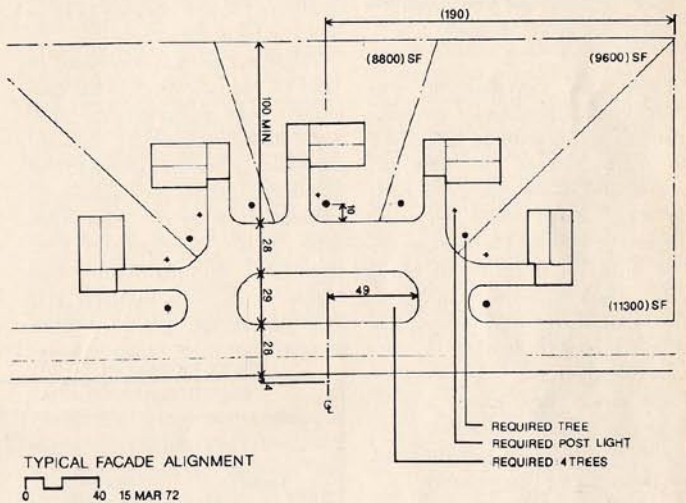 (190)
(8800) SF
(9600) SF
100 MIN
10
28
49
29
(11300) SF
28
4
℄
REQUIRED TREE
REQUIRED POST LIGHT
REQUIRED 4 TREES
TYPICAL FACADE ALIGNMENT
0 40 15 MAR 72